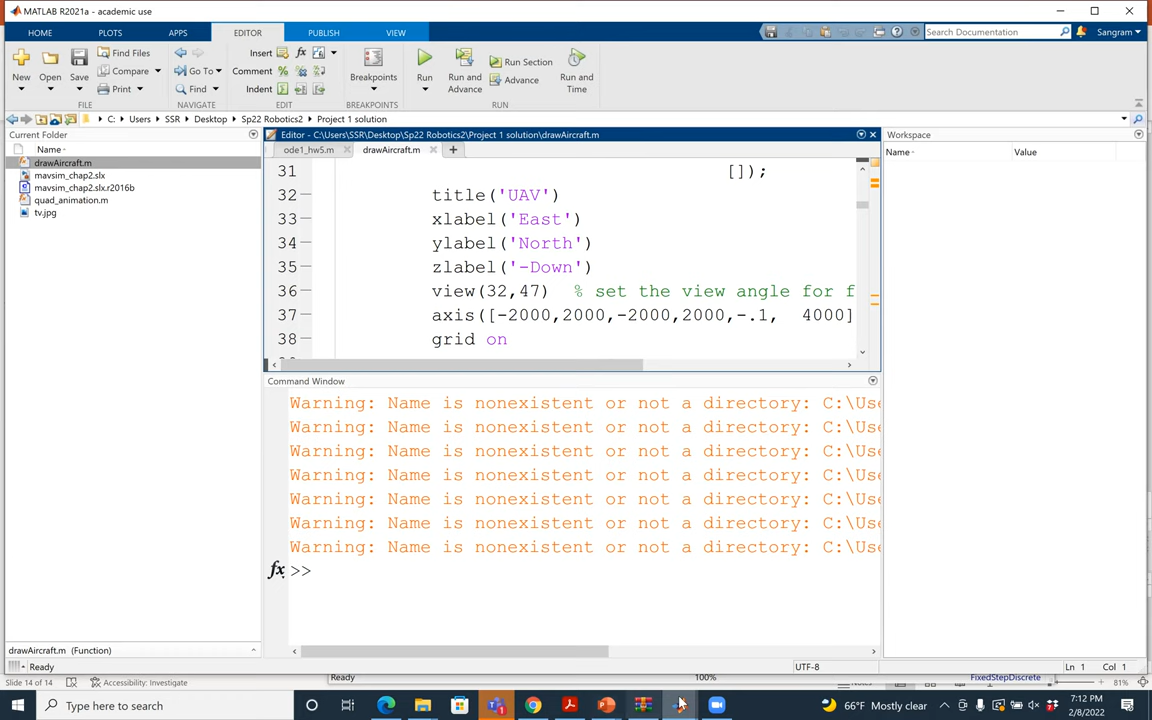 MATLAB R2021a - academic use
HOME PLOTS APPS EDITOR PUBLISH VIEW Search Documentation Sangram
New Open Save Find Files Compare Print Go To Find Insert fx Comment Indent Breakpoints Run Run and Advance Run Section Advance Run and Time
FILE NAVIGATE EDIT BREAKPOINTS RUN
C: Users SSR Desktop Sp22 Robotics2 Project 1 solution
Current Folder
Name
drawAircraft.m
mavsim_chap2.slx
mavsim_chap2.slx.r2016b
quad_animation.m
tv.jpg
drawAircraft.m (Function)
Editor - C:\Users\SSR\Desktop\Sp22 Robotics2\Project 1 solution\drawAircraft.m
ode1_hw5.m drawAircraft.m
31 []);
32 title('UAV')
33 xlabel('East')
34 ylabel('North')
35 zlabel('-Down')
36 view(32,47) % set the view angle for f
37 axis([-2000,2000,-2000,2000,-.1, 4000]
38 grid on
Command Window
Warning: Name is nonexistent or not a directory: C:\Use
Warning: Name is nonexistent or not a directory: C:\Use
Warning: Name is nonexistent or not a directory: C:\Use
Warning: Name is nonexistent or not a directory: C:\Use
Warning: Name is nonexistent or not a directory: C:\Use
Warning: Name is nonexistent or not a directory: C:\Use
Warning: Name is nonexistent or not a directory: C:\Use
fx >>
Workspace
Name Value
Ready UTF-8 Ln 1 Col 1
Ready 100% FixedStepDiscrete
Slide 14 of 14 Accessibility: Investigate 81%
Type here to search 66°F Mostly clear 7:12 PM
2/8/2022